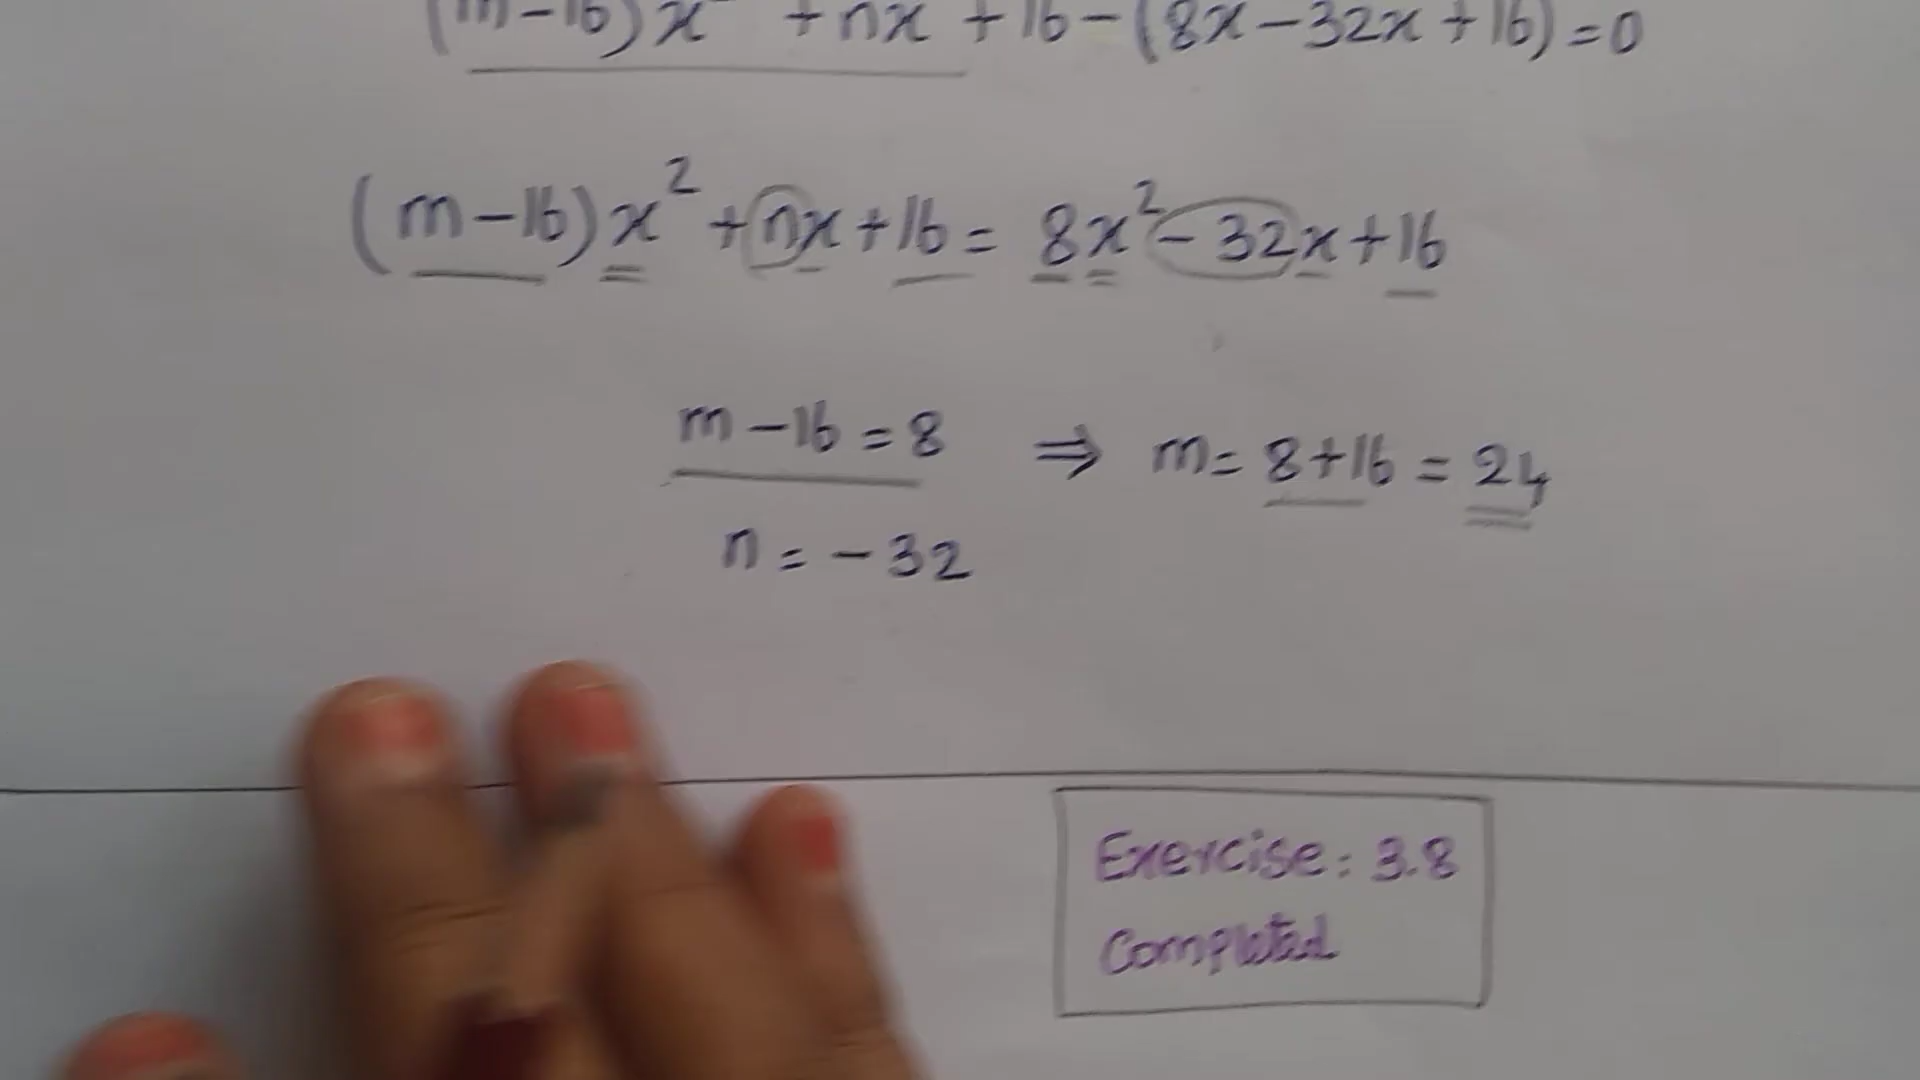 (m-16)x² + nx + 16 - (8x - 32x + 16) = 0
(m-16)x² + nx + 16 = 8x² - 32x + 16
m - 16 = 8 ⇒ m = 8 + 16 = 24
n = -32
Exercise: 3.8
Completed